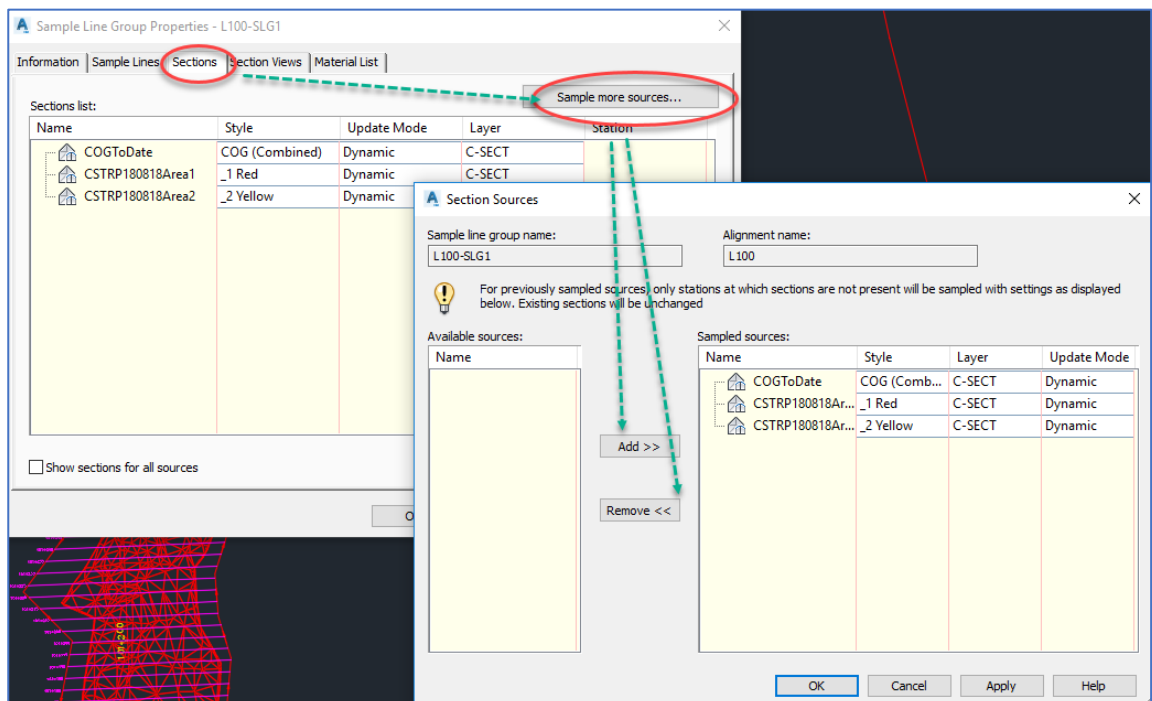 Sample Line Group Properties - L100-SLG1
Information Sample Lines Sections Section Views Material List
Sections list:
Sample more sources...
Name Style Update Mode Layer Station
COGToDate COG (Combined) Dynamic C-SECT
CSTRP180818Area1 _1 Red Dynamic C-SECT
CSTRP180818Area2 _2 Yellow Dynamic
Show sections for all sources
O
Section Sources
Sample line group name:
L100-SLG1
Alignment name:
L100
For previously sampled sources, only stations at which sections are not present will be sampled with settings as displayed
below. Existing sections will be unchanged
Available sources:
Name
Add >>
Remove <<
Sampled sources:
Name Style Layer Update Mode
COGToDate COG (Comb... C-SECT Dynamic
CSTRP180818Ar... _1 Red C-SECT Dynamic
CSTRP180818Ar... _2 Yellow C-SECT Dynamic
OK Cancel Apply Help